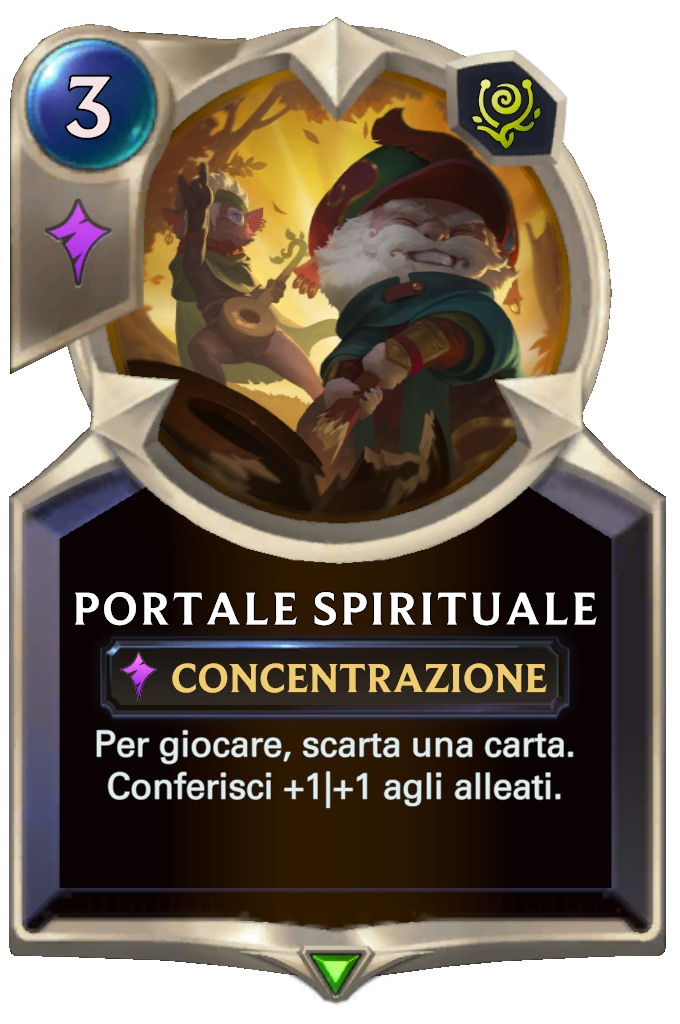 3
PORTALE SPIRITUALE
CONCENTRAZIONE
Per giocare, scarta una carta.
Conferisci +1|+1 agli alleati.